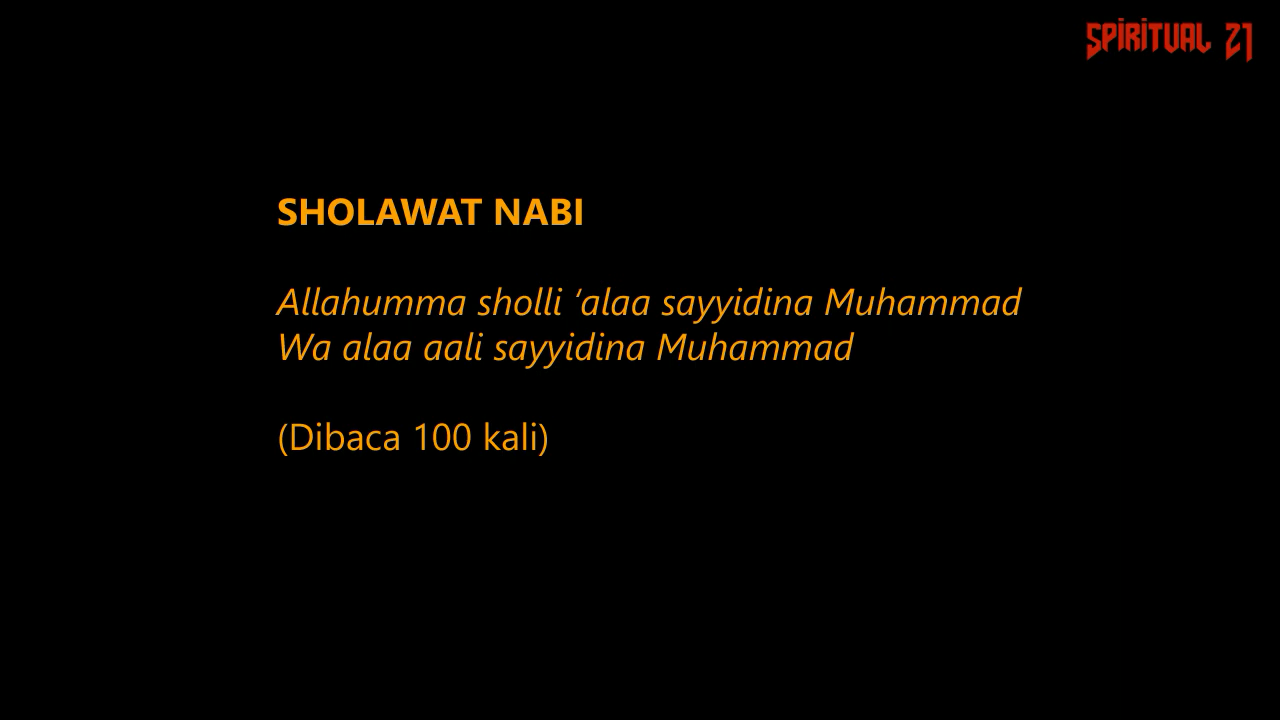 SPIRITUAL 21
SHOLAWAT NABI
Allahumma sholli ‘alaa sayyidina Muhammad
Wa alaa aali sayyidina Muhammad
(Dibaca 100 kali)